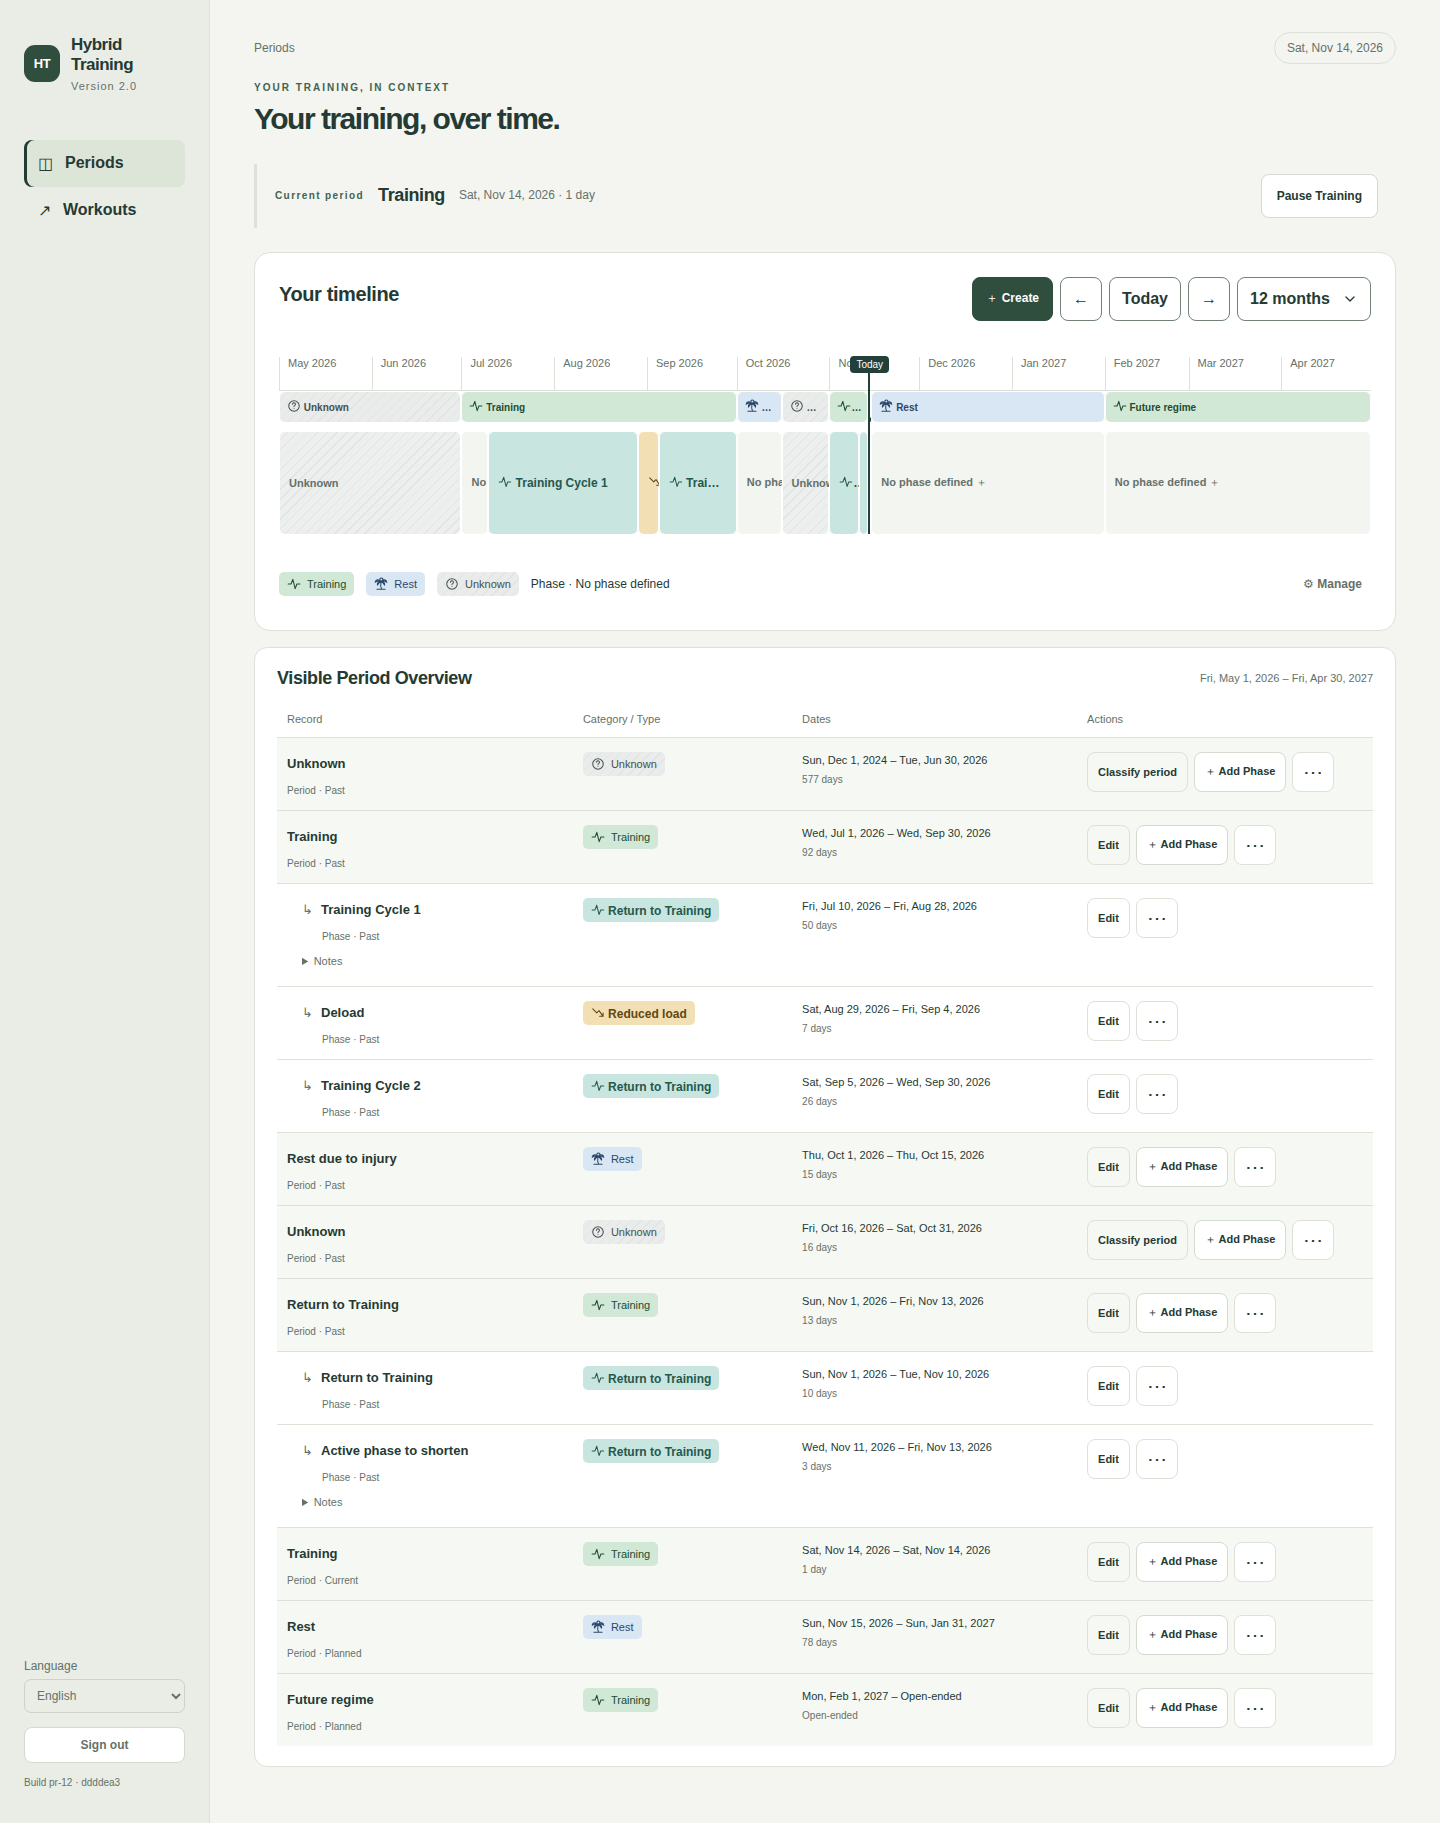 HT
Hybrid
Training
Version 2.0
Periods
Workouts
Language
English
Sign out
Build pr-12 · ddddea3
Periods
Sat, Nov 14, 2026
YOUR TRAINING, IN CONTEXT
Your training, over time.
Current period Training Sat, Nov 14, 2026 · 1 day
Pause Training
Your timeline
+ Create ← Today → 12 months
May 2026 Jun 2026 Jul 2026 Aug 2026 Sep 2026 Oct 2026 No Today Dec 2026 Jan 2027 Feb 2027 Mar 2027 Apr 2027
Unknown Training ... ... ... Rest Future regime
Unknown No Training Cycle 1 Trai... No pha Unknow .. No phase defined + No phase defined +
Training Rest Unknown Phase · No phase defined
⚙ Manage
Visible Period Overview
Fri, May 1, 2026 – Fri, Apr 30, 2027
Record Category / Type Dates Actions
Unknown Unknown Sun, Dec 1, 2024 – Tue, Jun 30, 2026 Classify period + Add Phase ···
Period · Past 577 days
Training Training Wed, Jul 1, 2026 – Wed, Sep 30, 2026 Edit + Add Phase ···
Period · Past 92 days
↳ Training Cycle 1 Return to Training Fri, Jul 10, 2026 – Fri, Aug 28, 2026 Edit ···
Phase · Past 50 days
▶ Notes
↳ Deload Reduced load Sat, Aug 29, 2026 – Fri, Sep 4, 2026 Edit ···
Phase · Past 7 days
↳ Training Cycle 2 Return to Training Sat, Sep 5, 2026 – Wed, Sep 30, 2026 Edit ···
Phase · Past 26 days
Rest due to injury Rest Thu, Oct 1, 2026 – Thu, Oct 15, 2026 Edit + Add Phase ···
Period · Past 15 days
Unknown Unknown Fri, Oct 16, 2026 – Sat, Oct 31, 2026 Classify period + Add Phase ···
Period · Past 16 days
Return to Training Training Sun, Nov 1, 2026 – Fri, Nov 13, 2026 Edit + Add Phase ···
Period · Past 13 days
↳ Return to Training Return to Training Sun, Nov 1, 2026 – Tue, Nov 10, 2026 Edit ···
Phase · Past 10 days
↳ Active phase to shorten Return to Training Wed, Nov 11, 2026 – Fri, Nov 13, 2026 Edit ···
Phase · Past 3 days
▶ Notes
Training Training Sat, Nov 14, 2026 – Sat, Nov 14, 2026 Edit + Add Phase ···
Period · Current 1 day
Rest Rest Sun, Nov 15, 2026 – Sun, Jan 31, 2027 Edit + Add Phase ···
Period · Planned 78 days
Future regime Training Mon, Feb 1, 2027 – Open-ended Edit + Add Phase ···
Period · Planned Open-ended